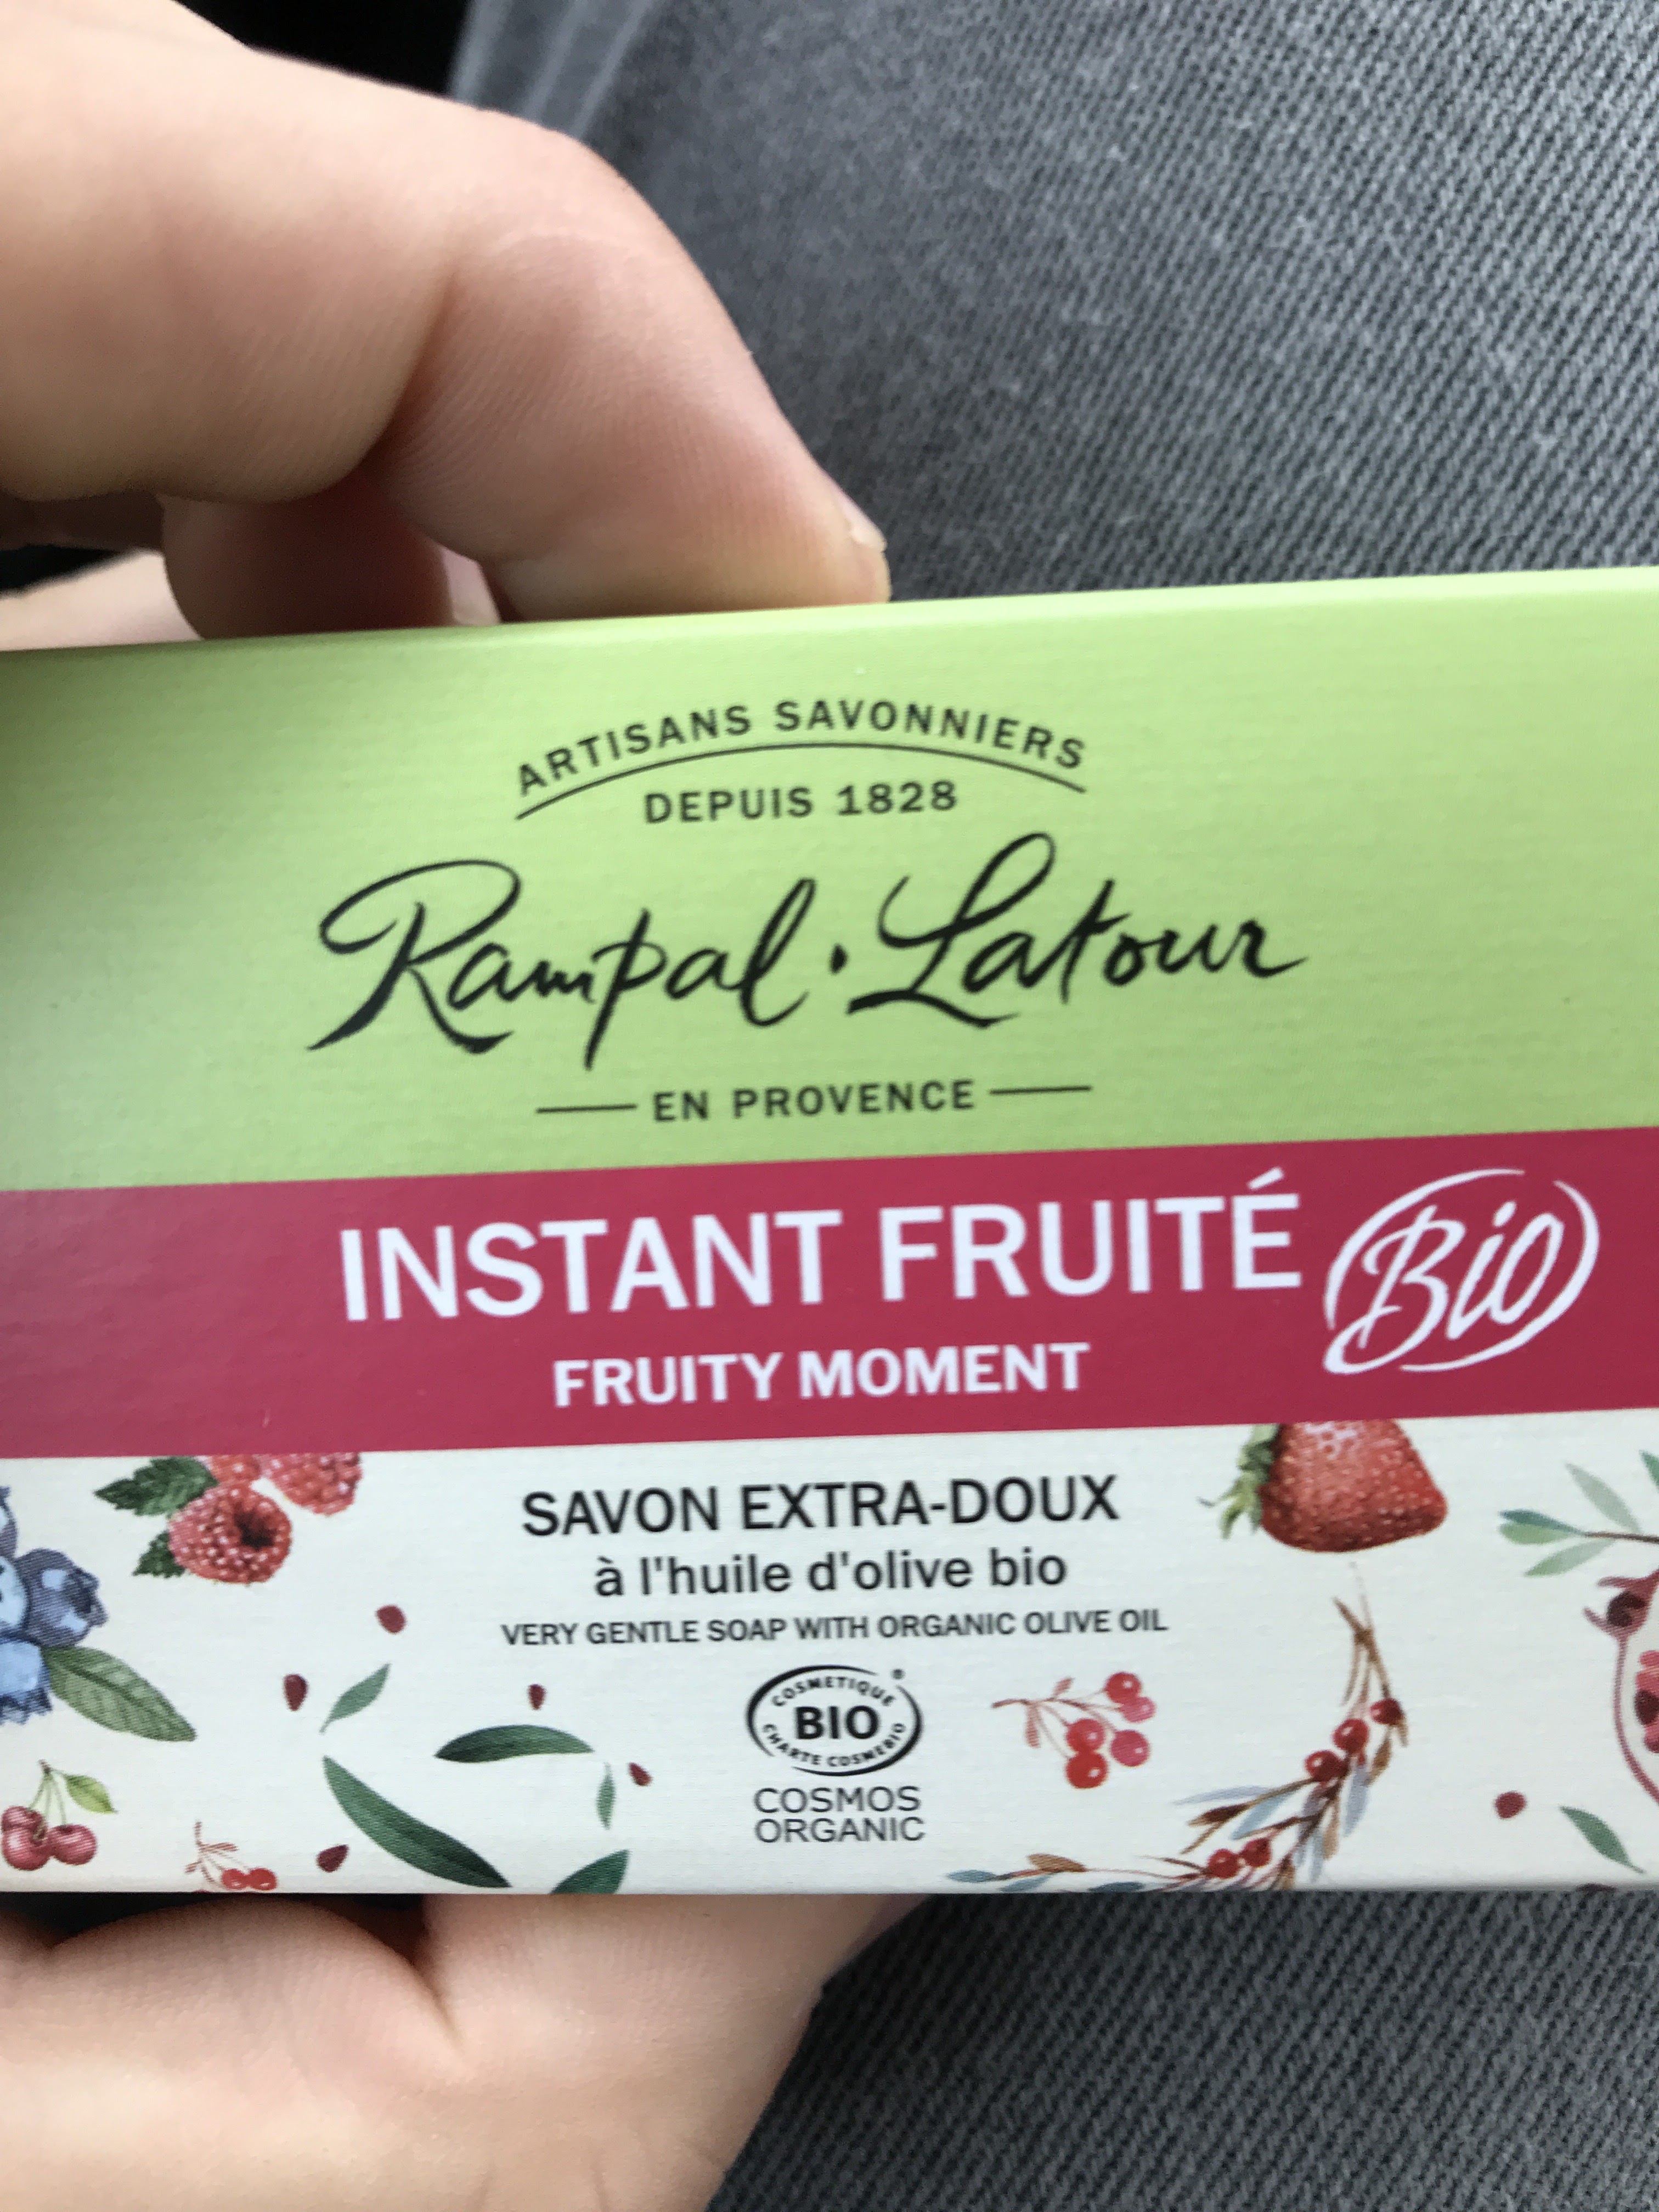 ARTISANS SAVONNIERS
DEPUIS 1828
Rampal·Latour
EN PROVENCE
INSTANT FRUITÉ Bio
FRUITY MOMENT
SAVON EXTRA-DOUX
à l'huile d'olive bio
VERY GENTLE SOAP WITH ORGANIC OLIVE OIL
COSMETIQUE
BIO
CHARTE COSMEBIO
COSMOS
ORGANIC